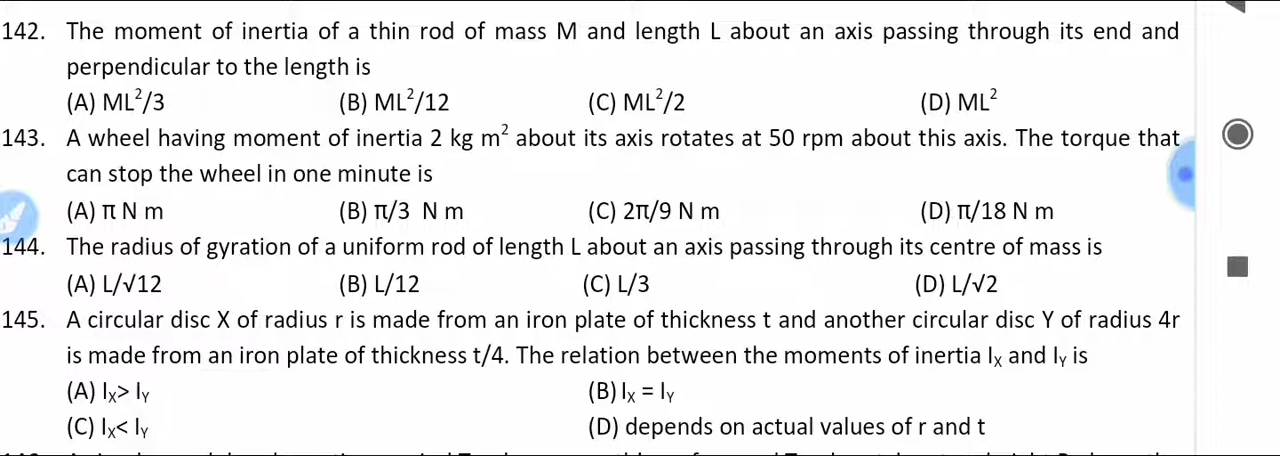 142. The moment of inertia of a thin rod of mass M and length L about an axis passing through its end and
perpendicular to the length is
(A) ML²/3 (B) ML²/12 (C) ML²/2 (D) ML²
143. A wheel having moment of inertia 2 kg m² about its axis rotates at 50 rpm about this axis. The torque that
can stop the wheel in one minute is
(A) π N m (B) π/3 N m (C) 2π/9 N m (D) π/18 N m
144. The radius of gyration of a uniform rod of length L about an axis passing through its centre of mass is
(A) L/√12 (B) L/12 (C) L/3 (D) L/√2
145. A circular disc X of radius r is made from an iron plate of thickness t and another circular disc Y of radius 4r
is made from an iron plate of thickness t/4. The relation between the moments of inertia Iₓ and Iᵧ is
(A) Iₓ> Iᵧ (B) Iₓ = Iᵧ
(C) Iₓ< Iᵧ (D) depends on actual values of r and t